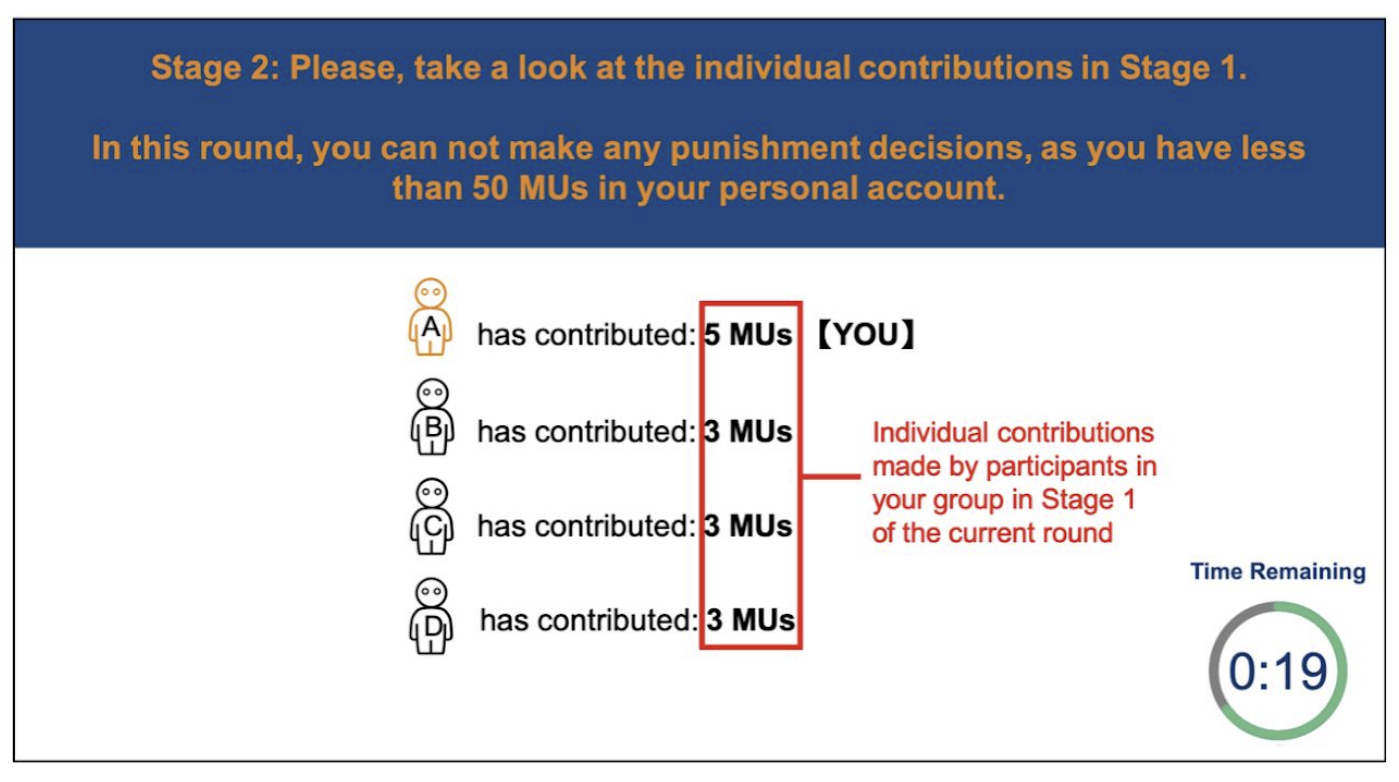 Stage 2: Please, take a look at the individual contributions in Stage 1.
In this round, you can not make any punishment decisions, as you have less
than 50 MUs in your personal account.
A has contributed: 5 MUs 【YOU】
B has contributed: 3 MUs
C has contributed: 3 MUs
D has contributed: 3 MUs
Individual contributions
made by participants in
your group in Stage 1
of the current round
Time Remaining
0:19